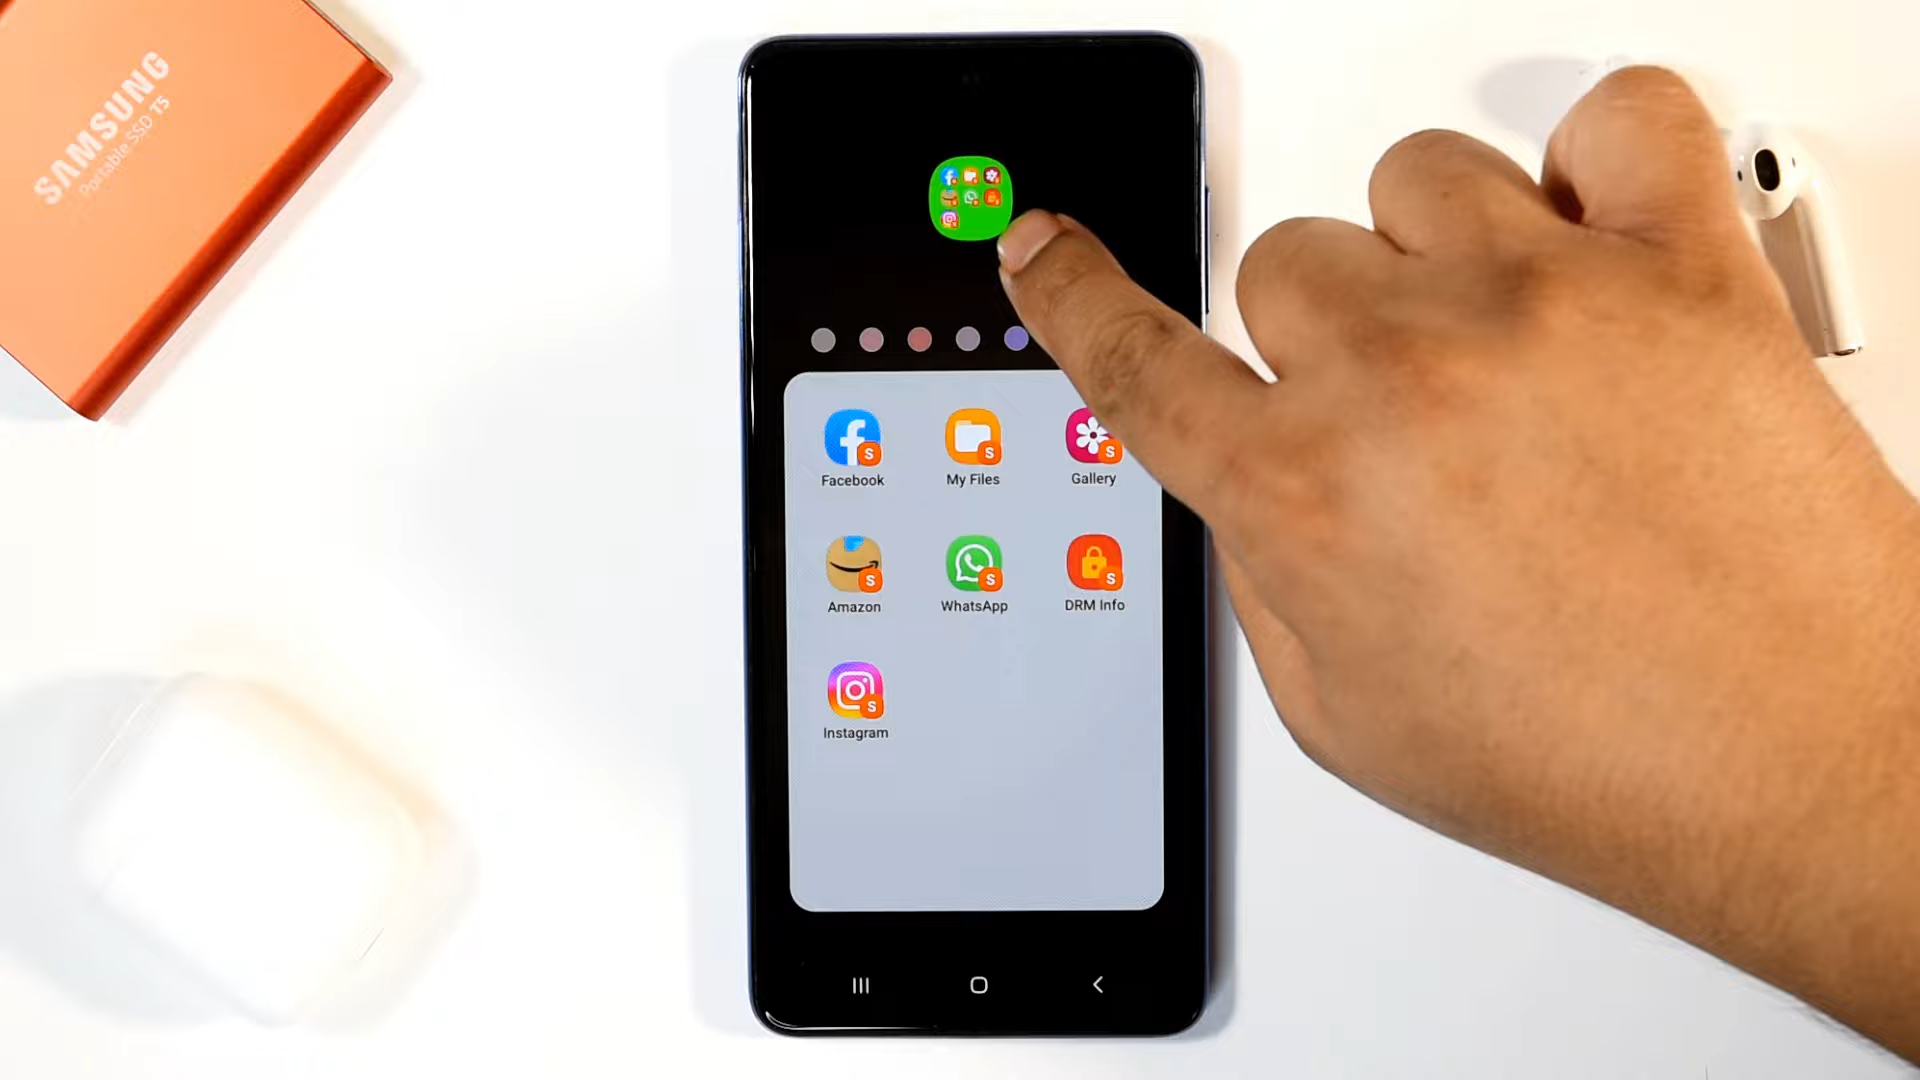 SAMSUNG
Portable SSD T5
Facebook
My Files
Gallery
Amazon
WhatsApp
DRM Info
Instagram